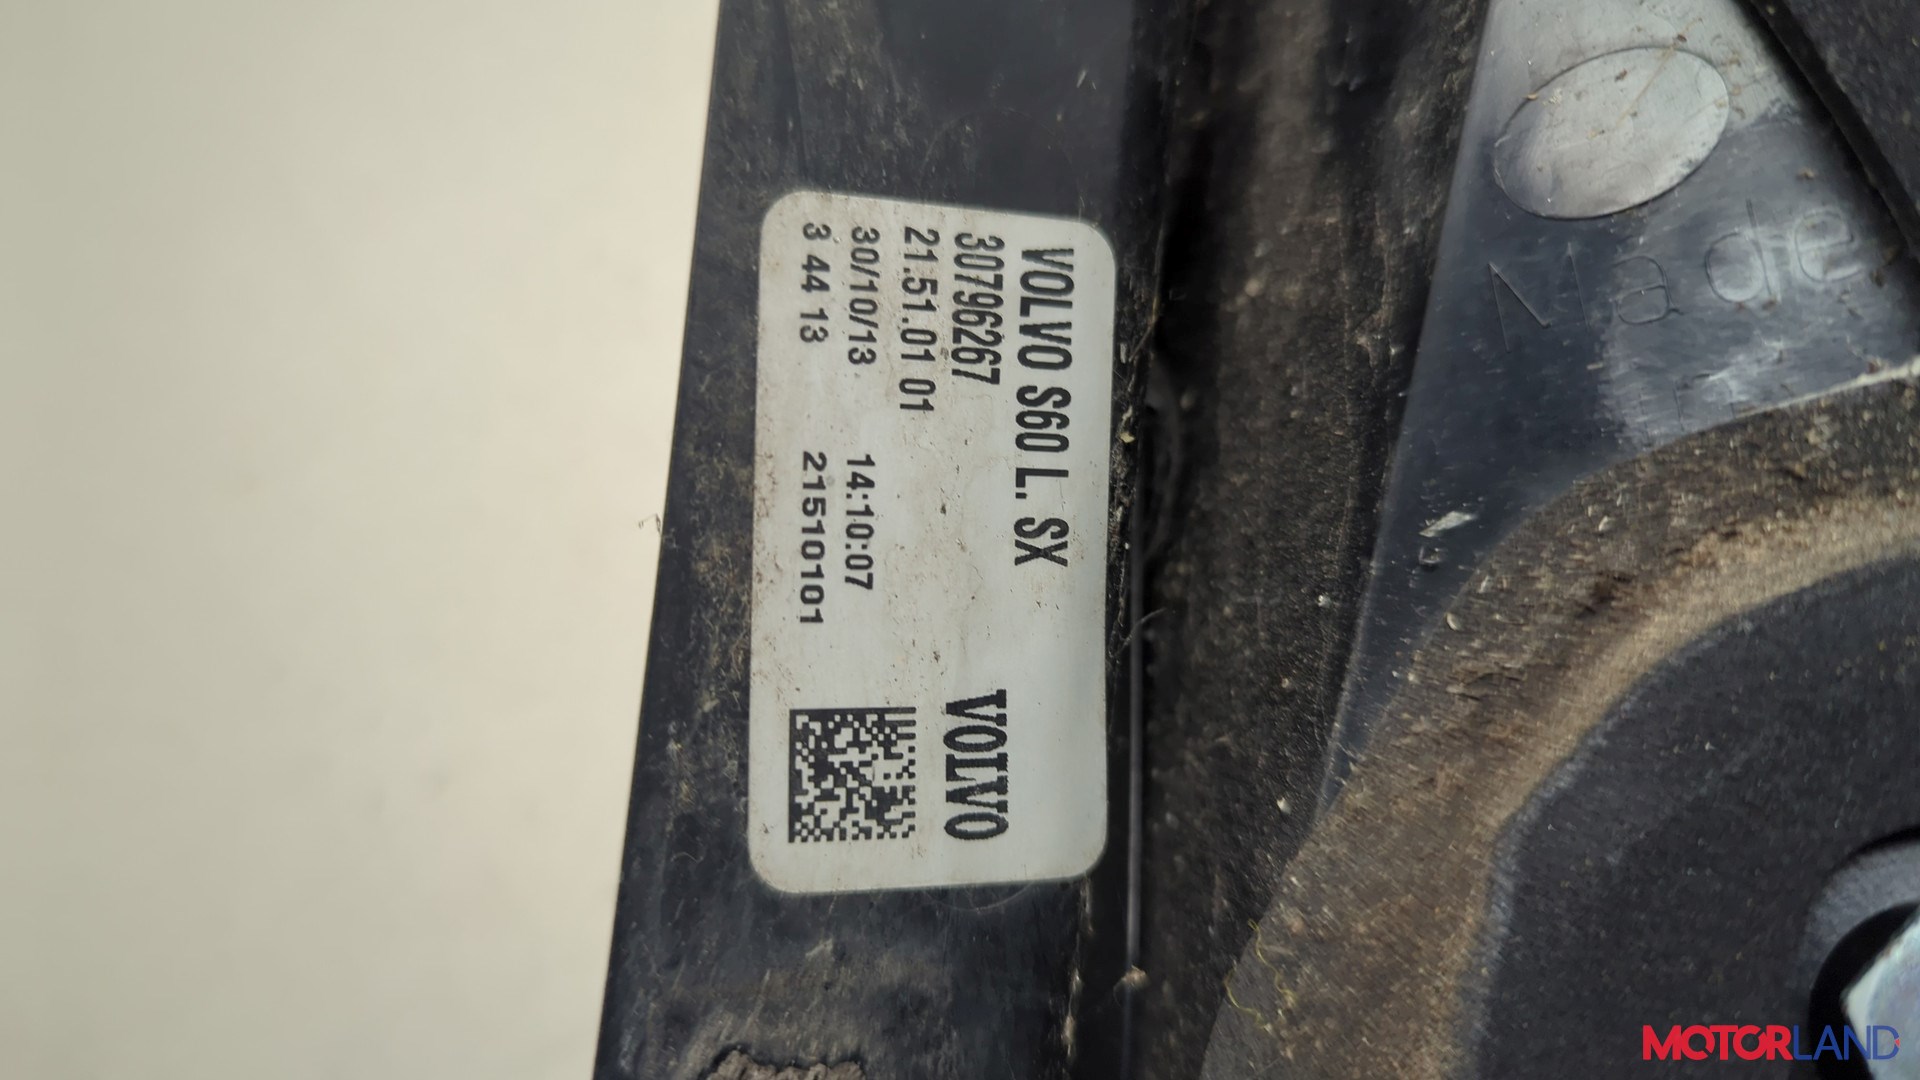 VOLVO S60 L. SX
30796267
21.51.01 01
30/10/13 14:10:07
3 44 13 21510101
VOLVO
Made
MOTORLAND